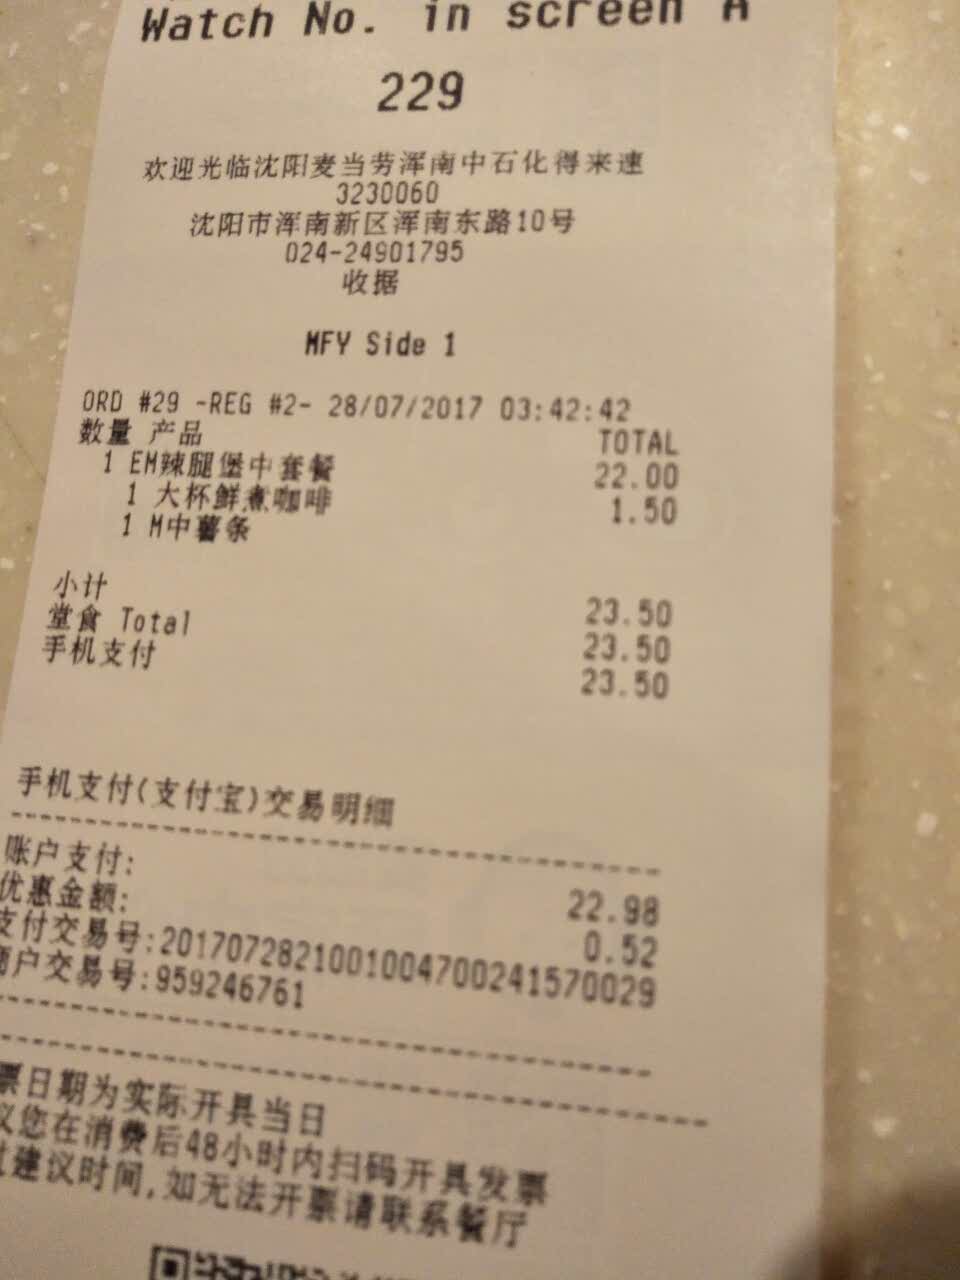 Watch No. in screen A
229
欢迎光临沈阳麦当劳浑南中石化得来速
3230060
沈阳市浑南新区浑南东路10号
024-24901795
收据
MFY Side 1
ORD #29 -REG #2- 28/07/2017 03:42:42
数量 产品 TOTAL
1 EM辣腿堡中套餐 22.00
1 大杯鲜煮咖啡 1.50
1 M中薯条
小计 23.50
堂食 Total 23.50
手机支付 23.50
手机支付(支付宝)交易明细
账户支付: 22.98
优惠金额: 0.52
支付交易号:2017072821001004700241570029
商户交易号:959246761
票日期为实际开具当日
议您在消费后48小时内扫码开具发票
过建议时间,如无法开票请联系餐厅